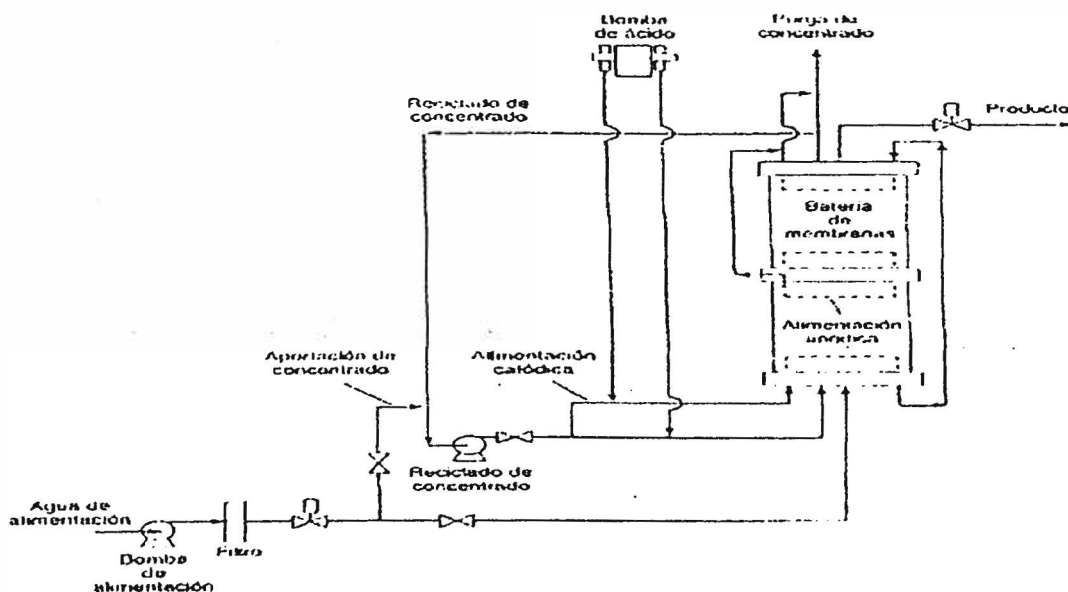 Bomba
de ácido
Purga de
concentrado
Reciclado de
concentrado
Producto
Batería
de
membranas
Alimentación
anódica
Aportación de
concentrado
Alimentación
catódica
Reciclado de
concentrado
Agua de
alimentación
Filtro
Bomba
de
alimentación